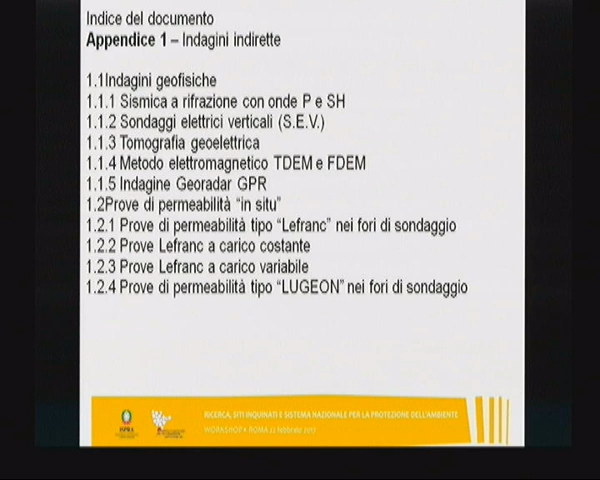 Indice del documento
Appendice 1 – Indagini indirette
1.1Indagini geofisiche
1.1.1 Sismica a rifrazione con onde P e SH
1.1.2 Sondaggi elettrici verticali (S.E.V.)
1.1.3 Tomografia geoelettrica
1.1.4 Metodo elettromagnetico TDEM e FDEM
1.1.5 Indagine Georadar GPR
1.2Prove di permeabilità “in situ”
1.2.1 Prove di permeabilità tipo “Lefranc” nei fori di sondaggio
1.2.2 Prove Lefranc a carico costante
1.2.3 Prove Lefranc a carico variabile
1.2.4 Prove di permeabilità tipo “LUGEON” nei fori di sondaggio
RICERCA, SITI INQUINATI E SISTEMA NAZIONALE PER LA PROTEZIONE DELL'AMBIENTE
WORKSHOP • ROMA 22 febbraio 2017
ISPRA